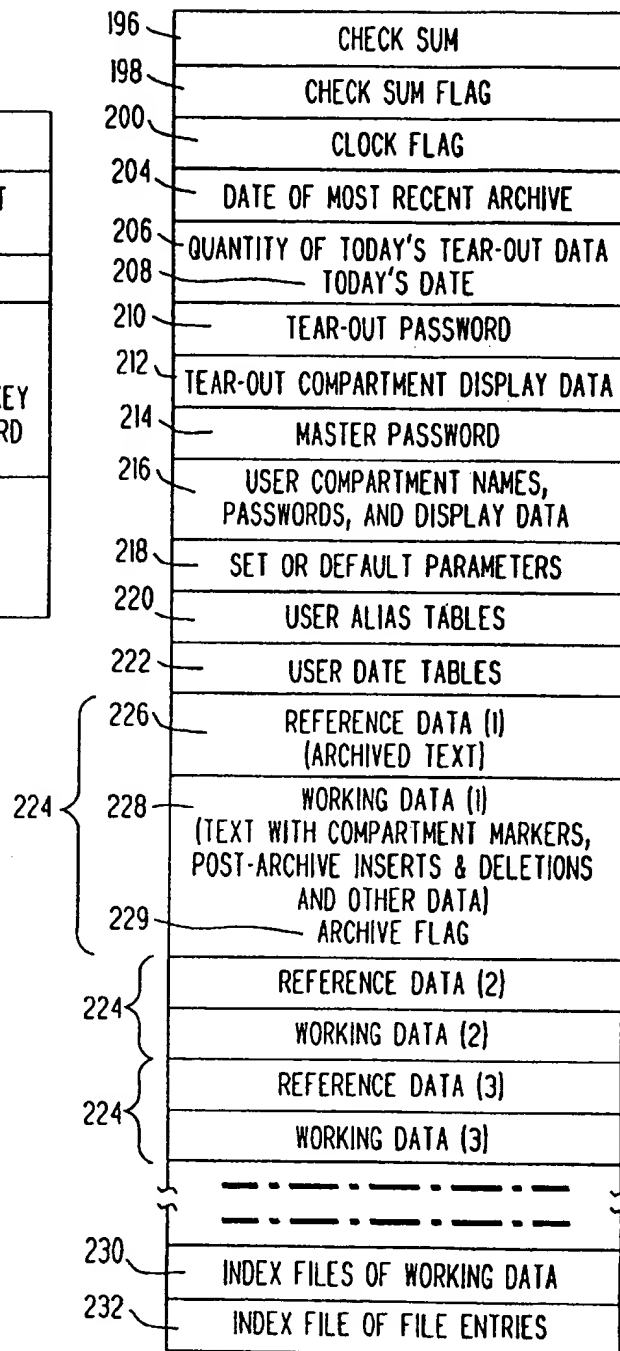 196 CHECK SUM
198 CHECK SUM FLAG
200 CLOCK FLAG
204 DATE OF MOST RECENT ARCHIVE
206 QUANTITY OF TODAY'S TEAR-OUT DATA
208 TODAY'S DATE
210 TEAR-OUT PASSWORD
212 TEAR-OUT COMPARTMENT DISPLAY DATA
214 MASTER PASSWORD
216 USER COMPARTMENT NAMES,
PASSWORDS, AND DISPLAY DATA
218 SET OR DEFAULT PARAMETERS
220 USER ALIAS TABLES
222 USER DATE TABLES
224
226 REFERENCE DATA (1)
(ARCHIVED TEXT)
228 WORKING DATA (1)
(TEXT WITH COMPARTMENT MARKERS,
POST-ARCHIVE INSERTS & DELETIONS
AND OTHER DATA)
229 ARCHIVE FLAG
224
REFERENCE DATA (2)
WORKING DATA (2)
224
REFERENCE DATA (3)
WORKING DATA (3)
230 INDEX FILES OF WORKING DATA
232 INDEX FILE OF FILE ENTRIES